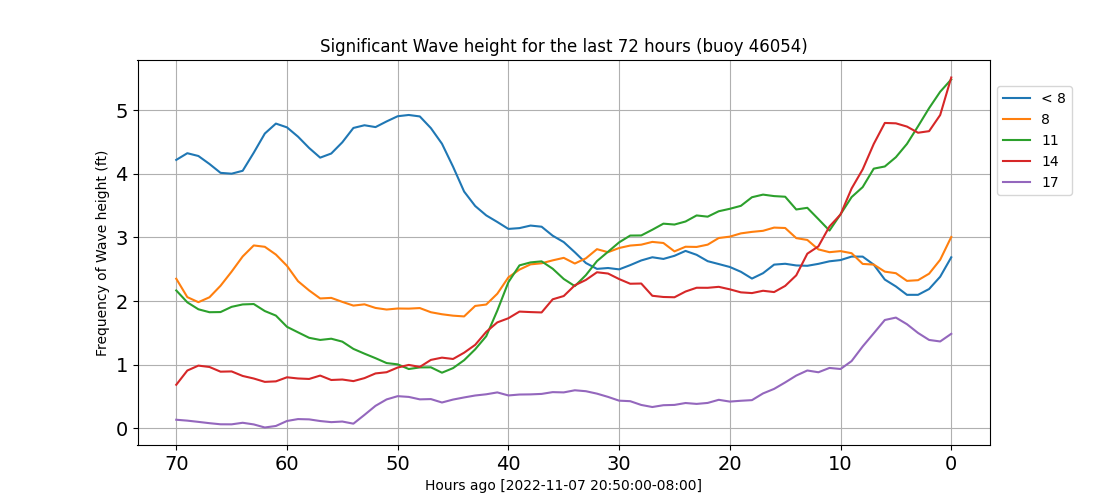 Significant Wave height for the last 72 hours (buoy 46054)
Frequency of Wave height (ft)
5
4
3
2
1
0
70 60 50 40 30 20 10 0
Hours ago [2022-11-07 20:50:00-08:00]
< 8
8
11
14
17